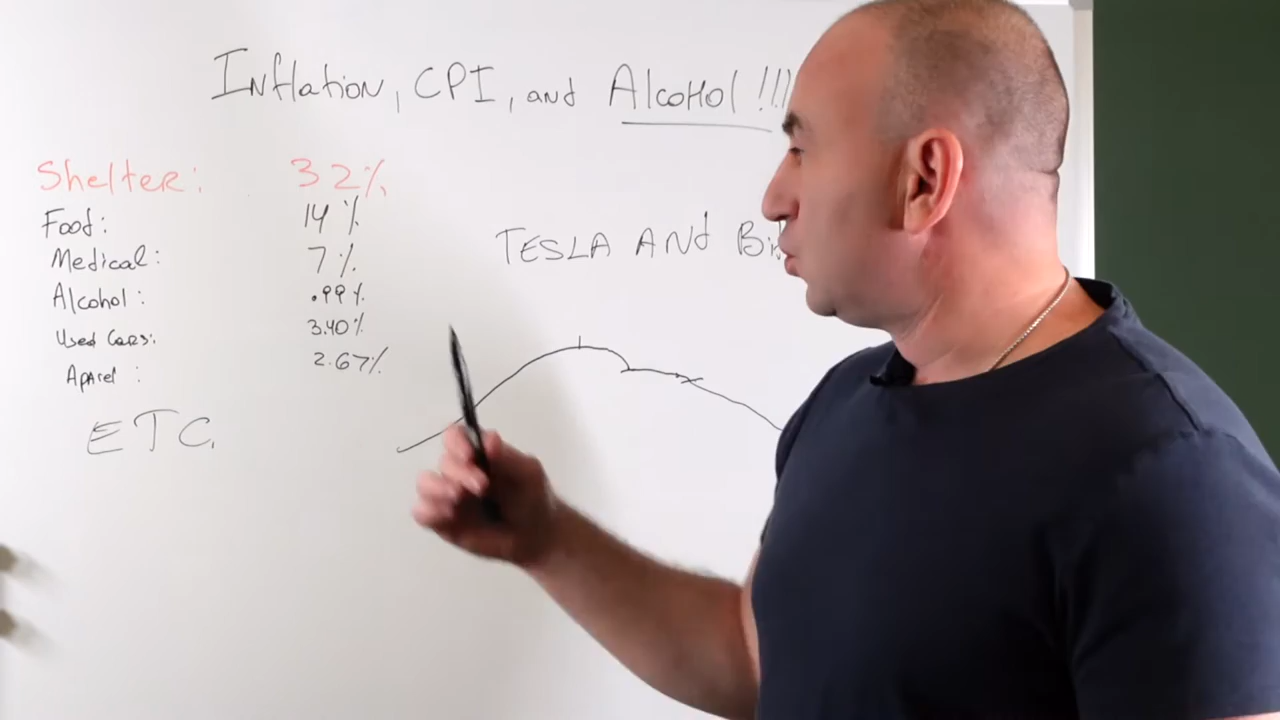 Inflation, CPI, and Alcohol !!!
Shelter: 32%
Food: 14%
Medical: 7%
Alcohol: .99%
Used Cars: 3.40%
Aparel: 2.67%
ETC.
TESLA AND